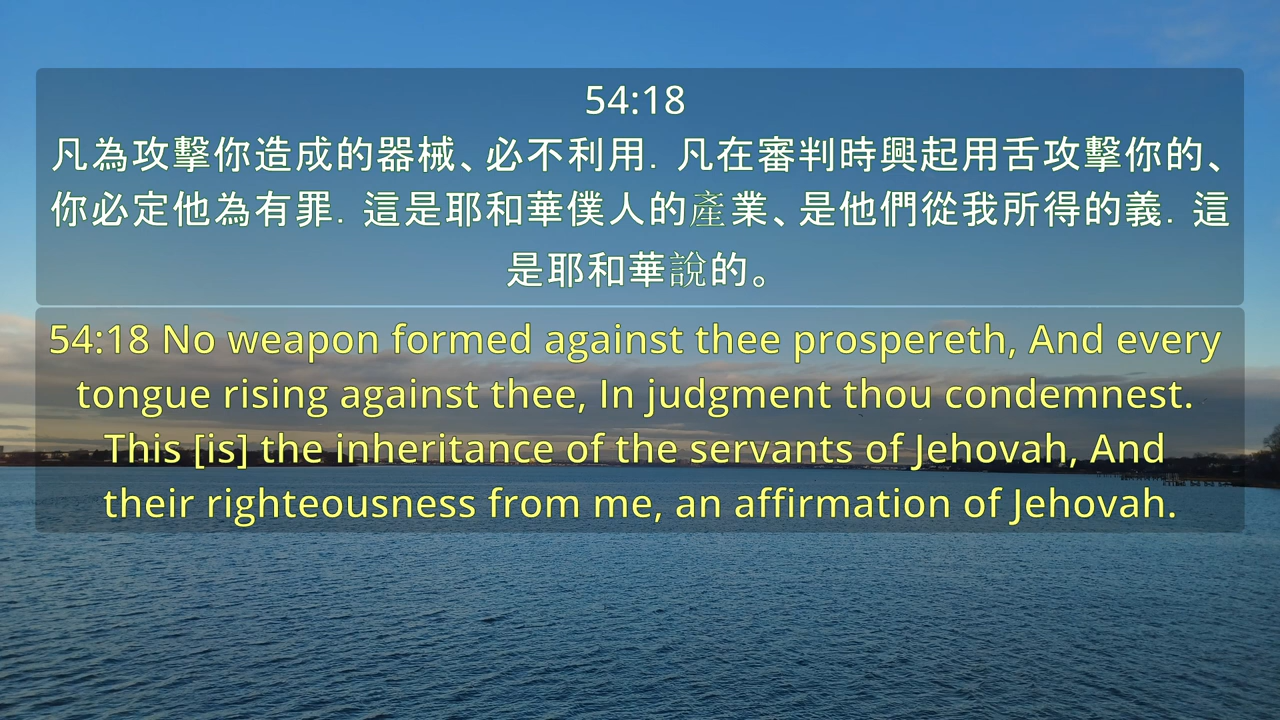 54:18
凡為攻擊你造成的器械、必不利用．凡在審判時興起用舌攻擊你的、
你必定他為有罪．這是耶和華僕人的產業、是他們從我所得的義．這
是耶和華說的。
54:18 No weapon formed against thee prospereth, And every
tongue rising against thee, In judgment thou condemnest.
This [is] the inheritance of the servants of Jehovah, And
their righteousness from me, an affirmation of Jehovah.